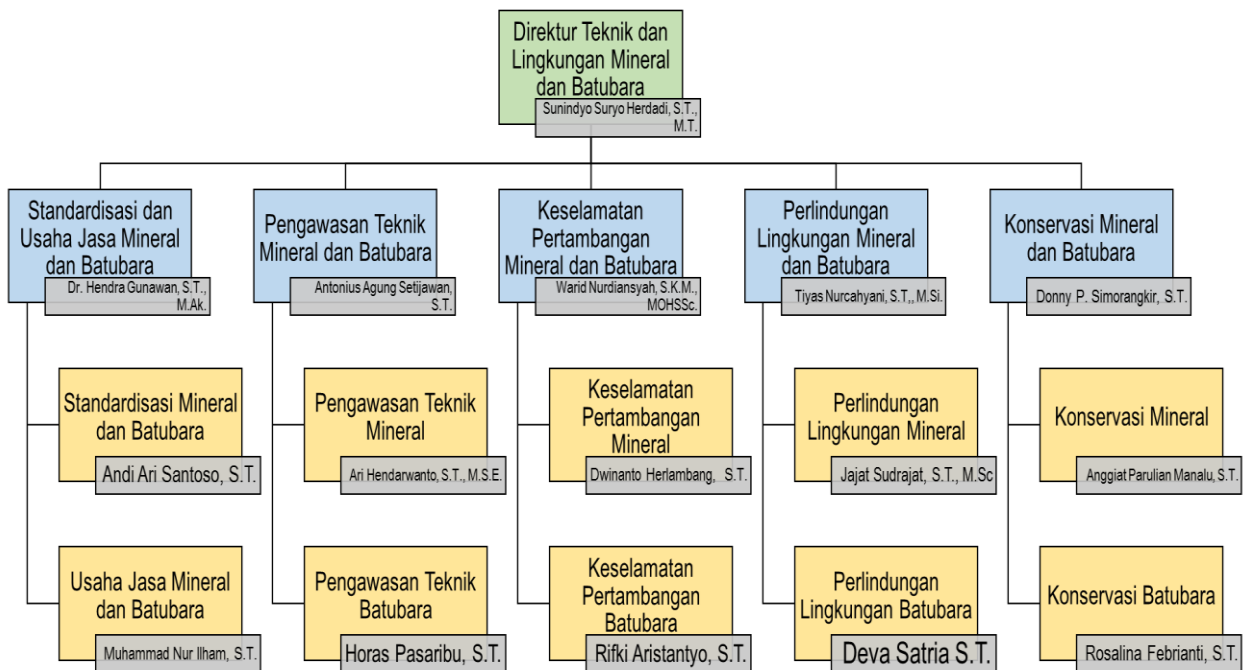 Direktur Teknik dan
Lingkungan Mineral
dan Batubara
Sunindyo Suryo Herdadi, S.T.,
M.T.
Standardisasi dan
Usaha Jasa Mineral
dan Batubara
Dr. Hendra Gunawan, S.T.,
M.Ak.
Pengawasan Teknik
Mineral dan Batubara
Antonius Agung Setijawan,
S.T.
Keselamatan
Pertambangan
Mineral dan Batubara
Warid Nurdiansyah, S.K.M.,
MOHSSc.
Perlindungan
Lingkungan Mineral
dan Batubara
Tiyas Nurcahyani, S.T,, M.Si.
Konservasi Mineral
dan Batubara
Donny P. Simorangkir, S.T.
Standardisasi Mineral
dan Batubara
Andi Ari Santoso, S.T.
Pengawasan Teknik
Mineral
Ari Hendarwanto, S.T., M.S.E.
Keselamatan
Pertambangan
Mineral
Dwinanto Herlambang, S.T.
Perlindungan
Lingkungan Mineral
Jajat Sudrajat, S.T., M.Sc
Konservasi Mineral
Anggiat Parulian Manalu, S.T.
Usaha Jasa Mineral
dan Batubara
Muhammad Nur Ilham, S.T.
Pengawasan Teknik
Batubara
Horas Pasaribu, S.T.
Keselamatan
Pertambangan
Batubara
Rifki Aristantyo, S.T.
Perlindungan
Lingkungan Batubara
Deva Satria S.T.
Konservasi Batubara
Rosalina Febrianti, S.T.